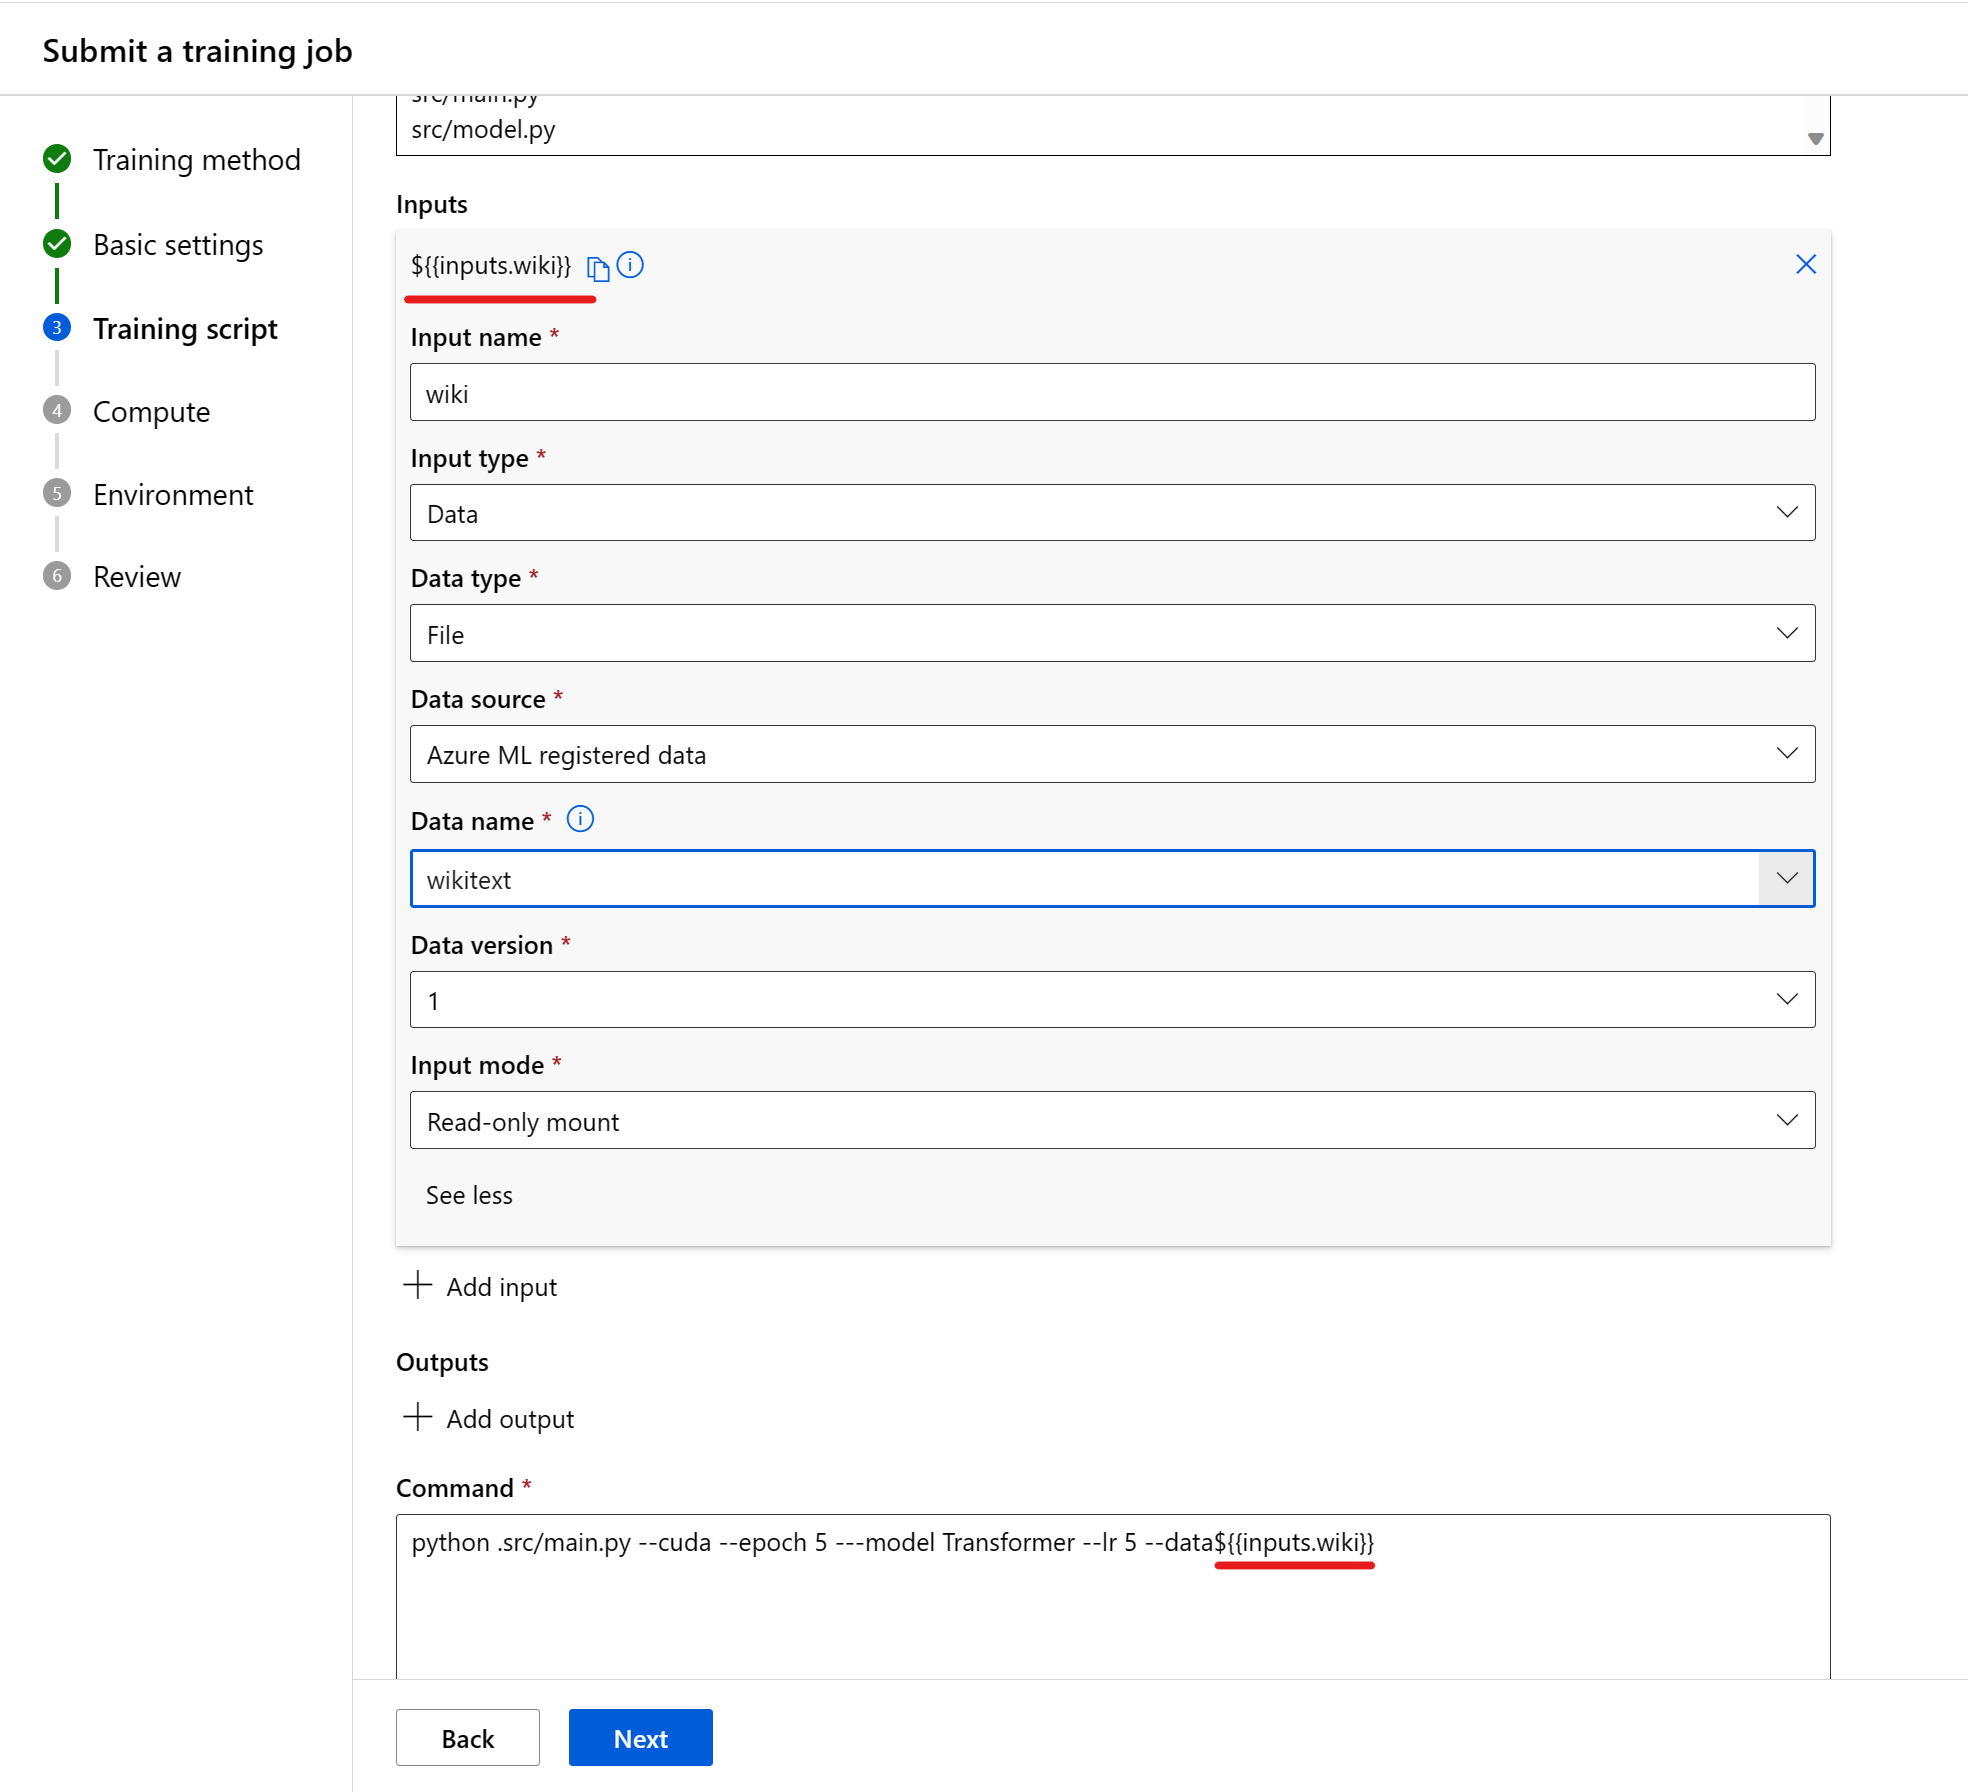 Submit a training job
Training method
Basic settings
3 Training script
4 Compute
5 Environment
6 Review
src/main.py
src/model.py
Inputs
${{inputs.wiki}}
Input name *
wiki
Input type *
Data
Data type *
File
Data source *
Azure ML registered data
Data name *
wikitext
Data version *
1
Input mode *
Read-only mount
See less
Add input
Outputs
Add output
Command *
python .src/main.py --cuda --epoch 5 ---model Transformer --lr 5 --data${{inputs.wiki}}
Back
Next